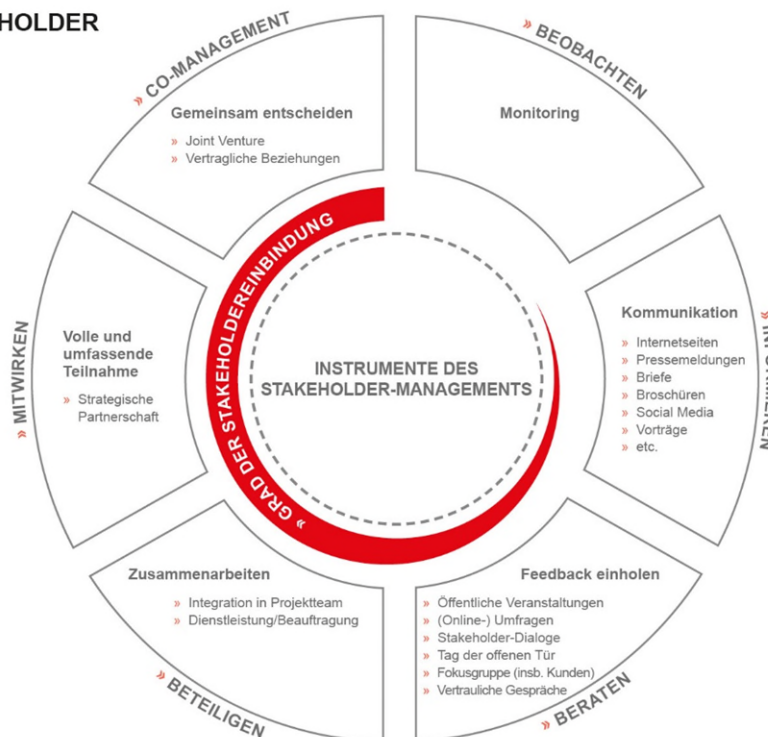 HOLDER
» CO-MANAGEMENT
Gemeinsam entscheiden
» Joint Venture
» Vertragliche Beziehungen
» BEOBACHTEN
Monitoring
Kommunikation
» Internetseiten
» Pressemeldungen
» Briefe
» Broschüren
» Social Media
» Vorträge
» etc.
» MITWIRKEN
Volle und
umfassende
Teilnahme
» Strategische
Partnerschaft
» GRAD DER STAKEHOLDEREINBINDUNG
INSTRUMENTE DES
STAKEHOLDER-MANAGEMENTS
Zusammenarbeiten
» Integration in Projektteam
» Dienstleistung/Beauftragung
» BETEILIGEN
Feedback einholen
» Öffentliche Veranstaltungen
» (Online-) Umfragen
» Stakeholder-Dialoge
» Tag der offenen Tür
» Fokusgruppe (insb. Kunden)
» Vertrauliche Gespräche
» BERATEN